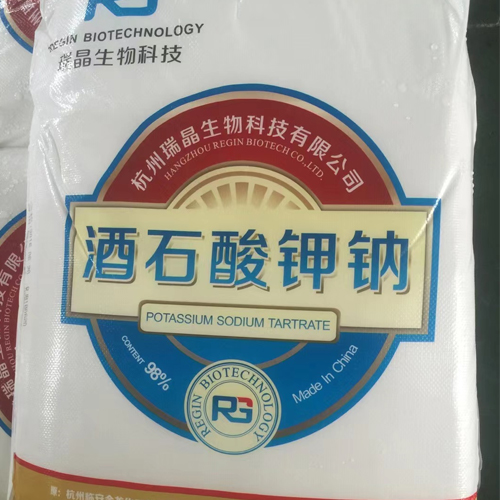 RG
REGIN BIOTECHNOLOGY
瑞晶生物科技
杭州瑞晶生物科技有限公司
HANGZHOU REGIN BIOTECH CO.,LTD
酒石酸钾钠
POTASSIUM SODIUM TARTRATE
CONTENT 98%
Made in China
REGIN BIOTECHNOLOGY
RG